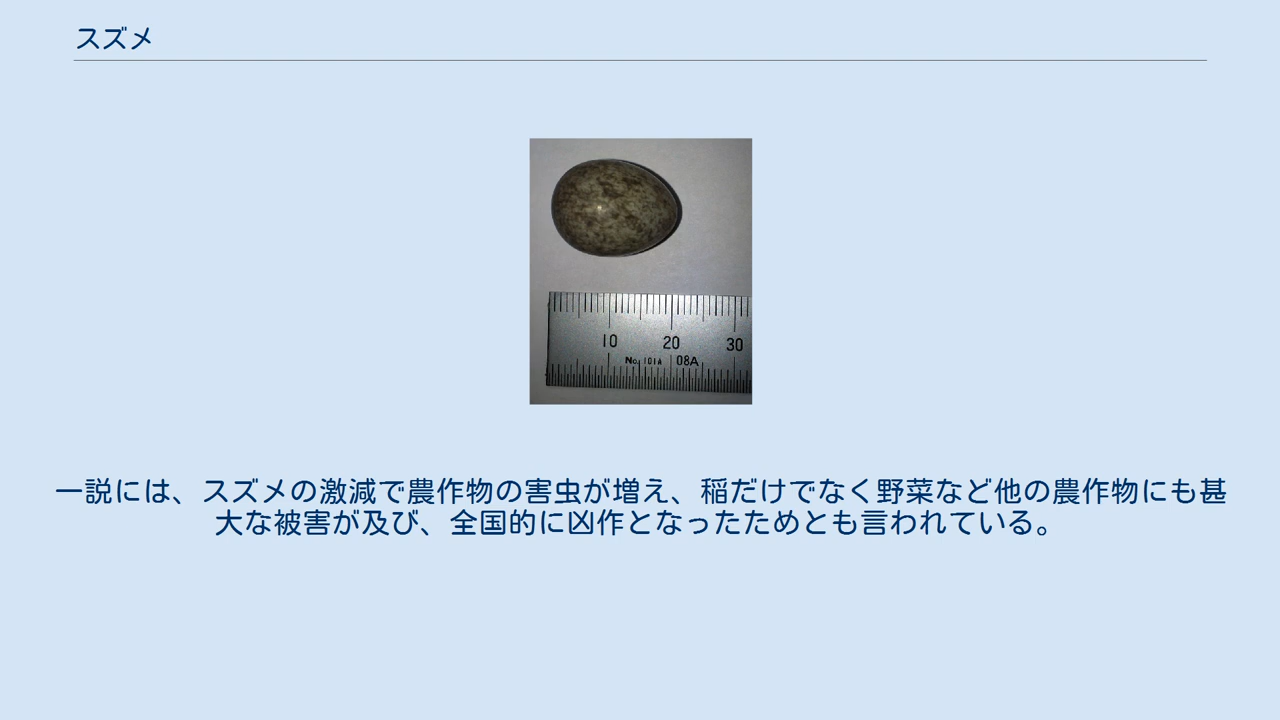 スズメ
10 20 30
No. 101A 08A
一説には、スズメの激減で農作物の害虫が増え、稲だけでなく野菜など他の農作物にも甚
大な被害が及び、全国的に凶作となったためとも言われている。